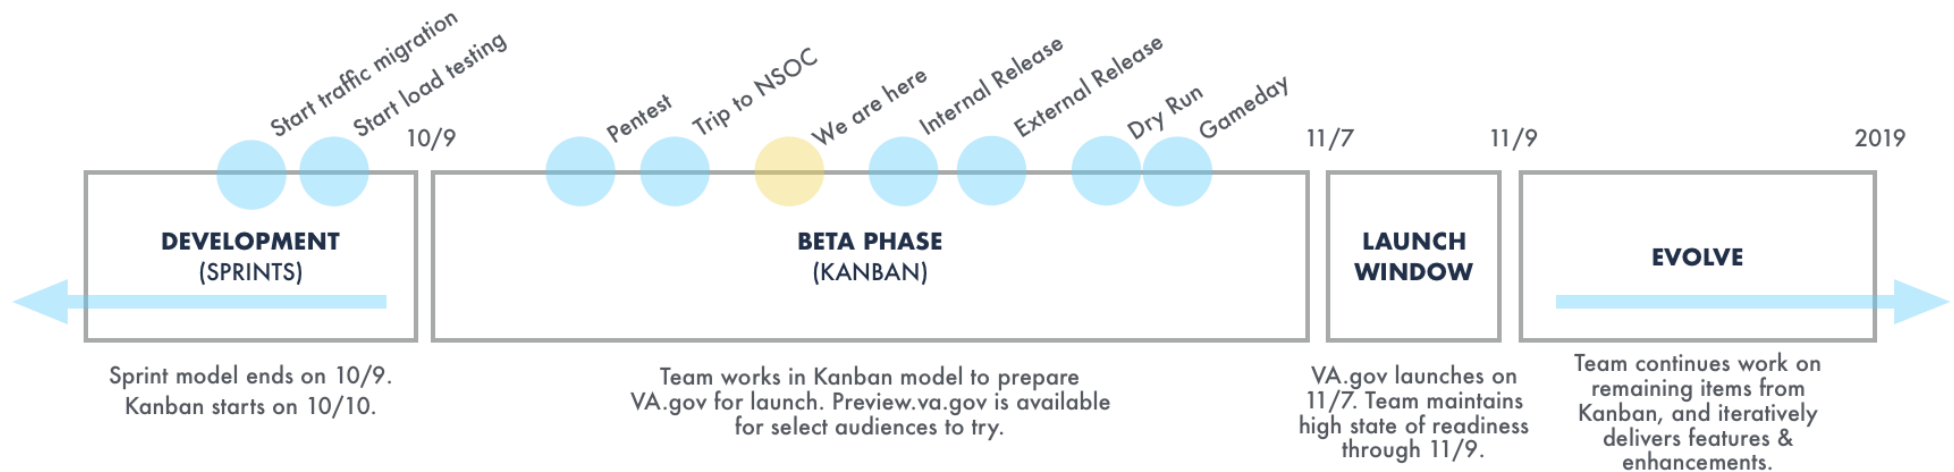 Start traffic migration
Start load testing
Pentest
Trip to NSOC
We are here
Internal Release
External Release
Dry Run
Gameday
10/9
11/7
11/9
2019
DEVELOPMENT
(SPRINTS)
BETA PHASE
(KANBAN)
LAUNCH
WINDOW
EVOLVE
Sprint model ends on 10/9.
Kanban starts on 10/10.
Team works in Kanban model to prepare
VA.gov for launch. Preview.va.gov is available
for select audiences to try.
VA.gov launches on
11/7. Team maintains
high state of readiness
through 11/9.
Team continues work on
remaining items from
Kanban, and iteratively
delivers features &
enhancements.